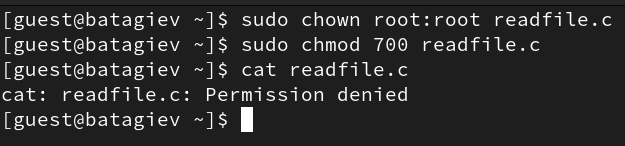 [guest@batagiev ~]$ sudo chown root:root readfile.c
[guest@batagiev ~]$ sudo chmod 700 readfile.c
[guest@batagiev ~]$ cat readfile.c
cat: readfile.c: Permission denied
[guest@batagiev ~]$